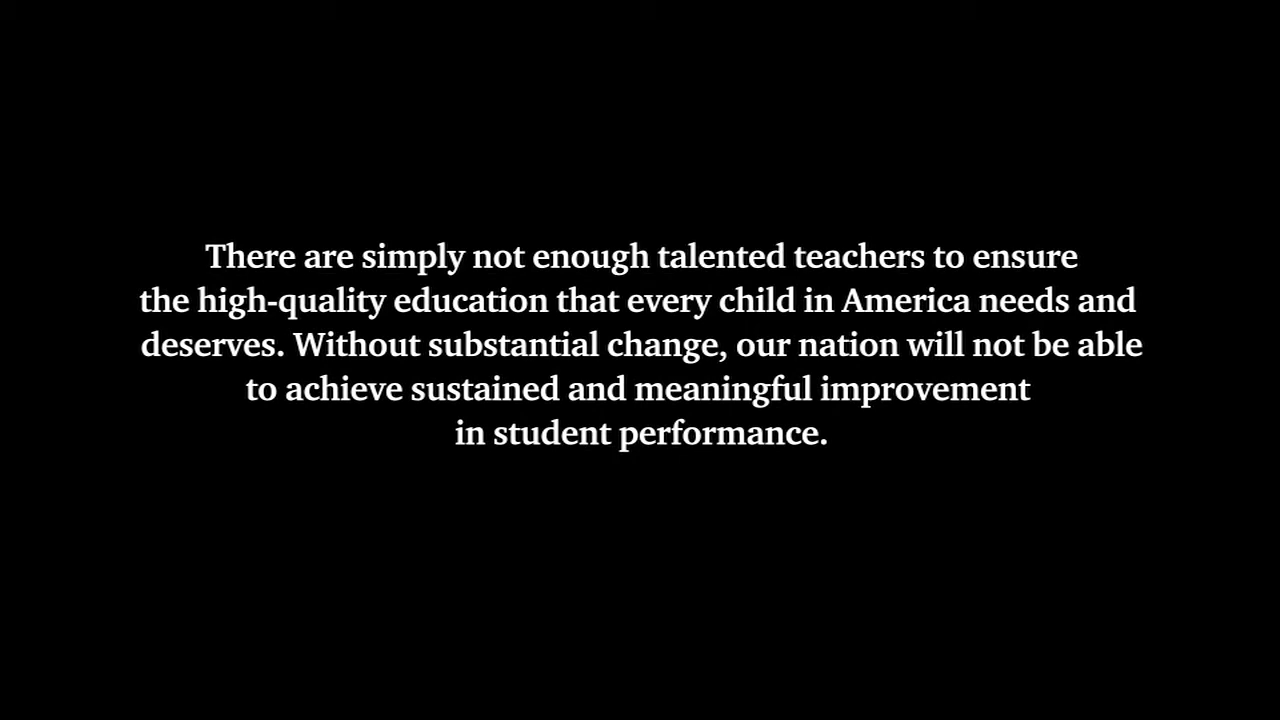 There are simply not enough talented teachers to ensure
the high-quality education that every child in America needs and
deserves. Without substantial change, our nation will not be able
to achieve sustained and meaningful improvement
in student performance.